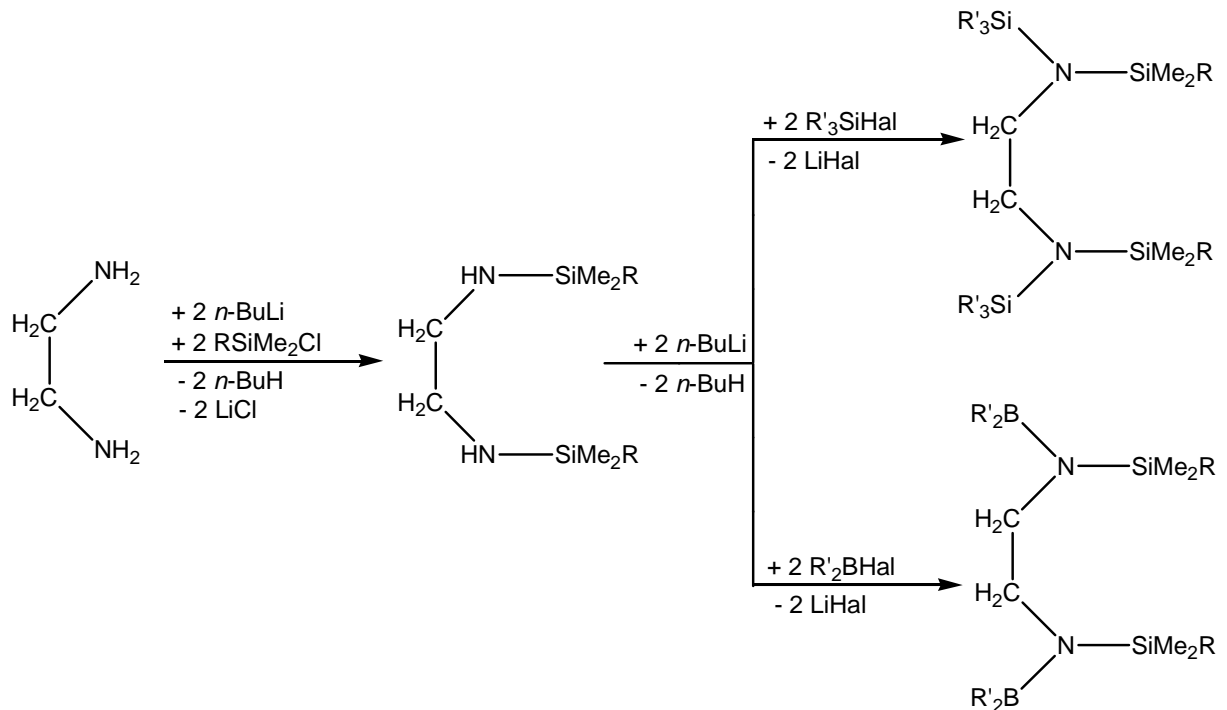 NH2
H2C
H2C
NH2
+ 2 n-BuLi
+ 2 RSiMe2Cl
- 2 n-BuH
- 2 LiCl
HN SiMe2R
H2C
H2C
HN SiMe2R
+ 2 n-BuLi
- 2 n-BuH
+ 2 R'3SiHal
- 2 LiHal
R'3Si
N SiMe2R
H2C
H2C
N SiMe2R
R'3Si
+ 2 R'2BHal
- 2 LiHal
R'2B
N SiMe2R
H2C
H2C
N SiMe2R
R'2B